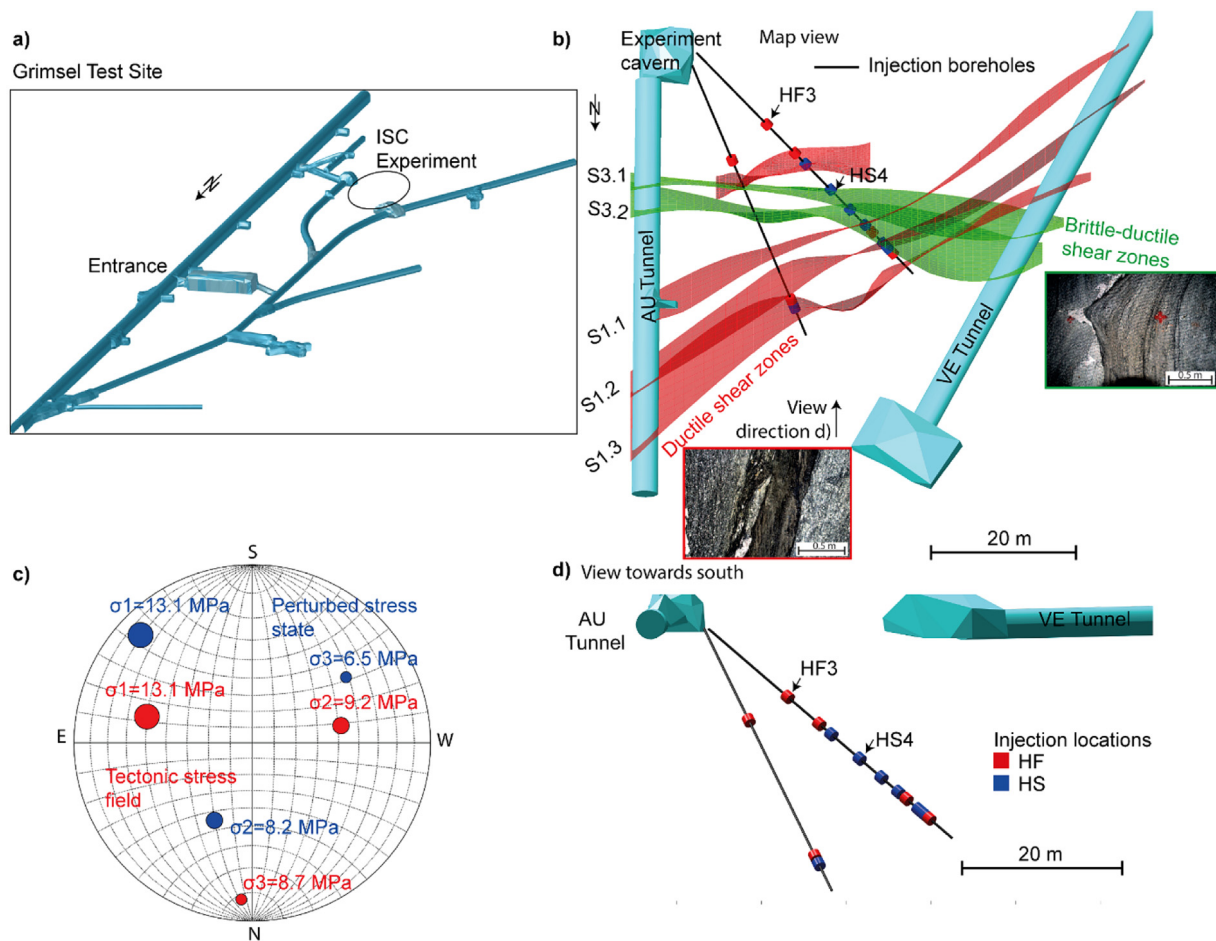 a)
Grimsel Test Site
ISC
Experiment
N
Entrance
b)
Experiment
cavern
Map view
Injection boreholes
N
HF3
HS4
S3.1
S3.2
AU Tunnel
S1.1
S1.2
S1.3
Ductile shear zones
Brittle-ductile
shear zones
VE Tunnel
0.5 m
View
direction d)
0.5 m
20 m
c)
S
σ1=13.1 MPa
Perturbed stress
state
σ3=6.5 MPa
σ1=13.1 MPa
σ2=9.2 MPa
E
W
Tectonic stress
field
σ2=8.2 MPa
σ3=8.7 MPa
N
d)
View towards south
AU
Tunnel
VE Tunnel
HF3
HS4
Injection locations
HF
HS
20 m